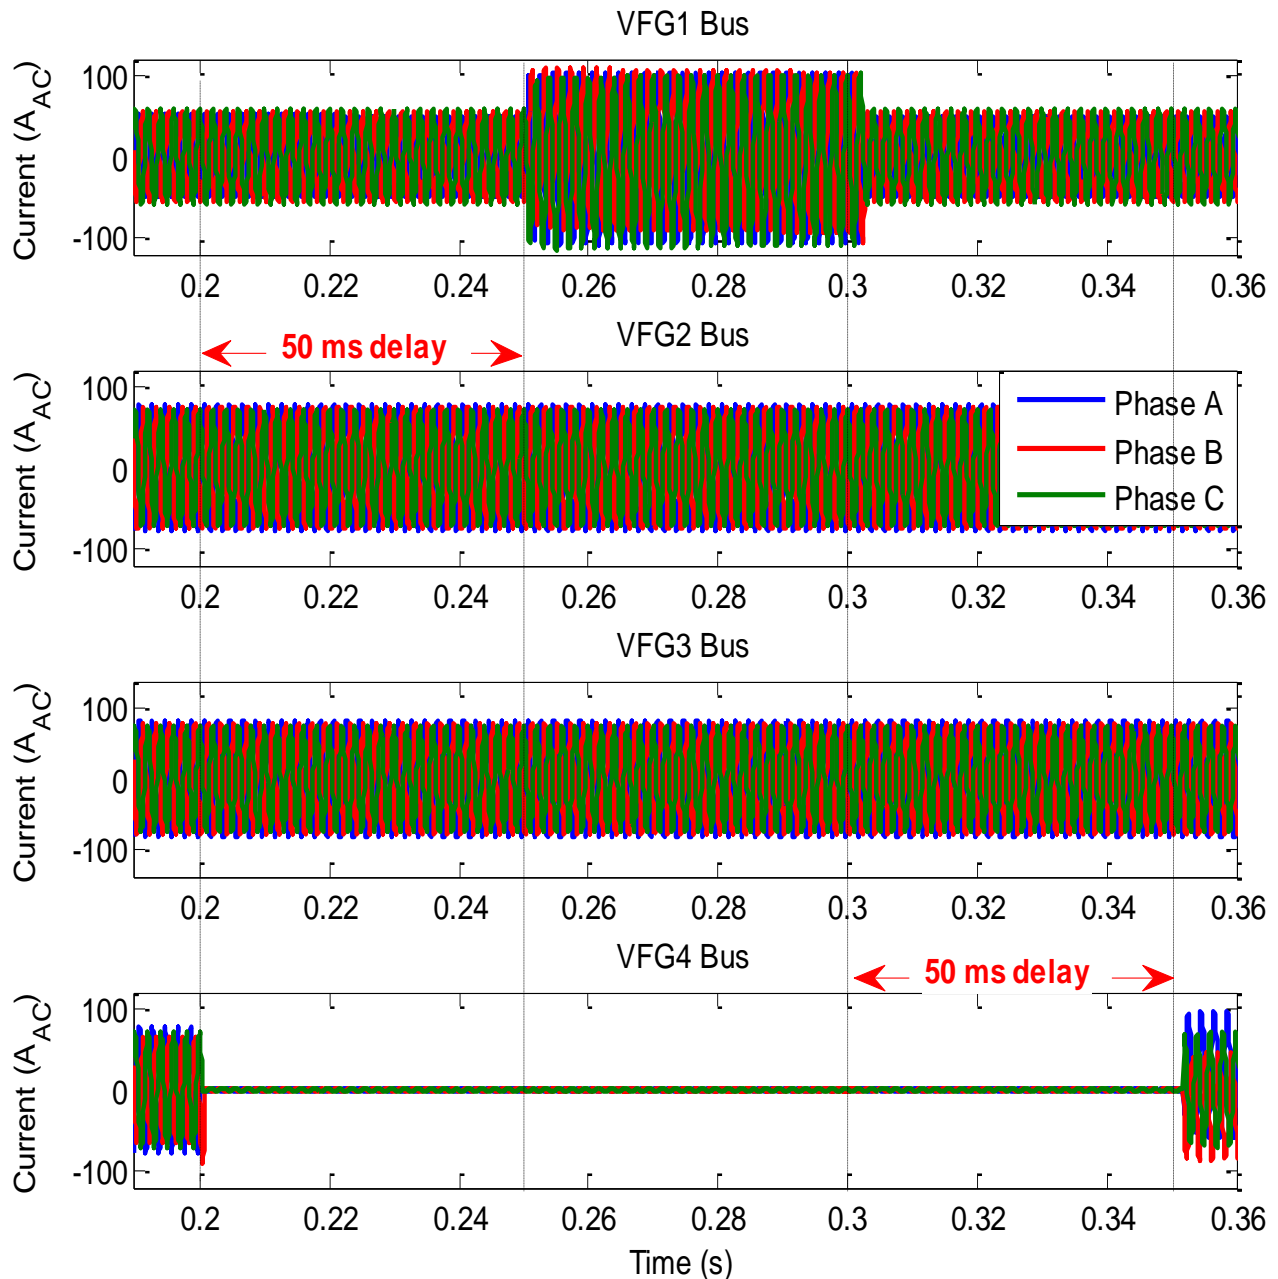 VFG1 Bus
Current (A_AC)
100
0
-100
0.2 0.22 0.24 0.26 0.28 0.3 0.32 0.34 0.36
VFG2 Bus
50 ms delay
Current (A_AC)
100
0
-100
Phase A
Phase B
Phase C
0.2 0.22 0.24 0.26 0.28 0.3 0.32 0.34 0.36
VFG3 Bus
Current (A_AC)
100
0
-100
0.2 0.22 0.24 0.26 0.28 0.3 0.32 0.34 0.36
VFG4 Bus
50 ms delay
Current (A_AC)
100
0
-100
0.2 0.22 0.24 0.26 0.28 0.3 0.32 0.34 0.36
Time (s)